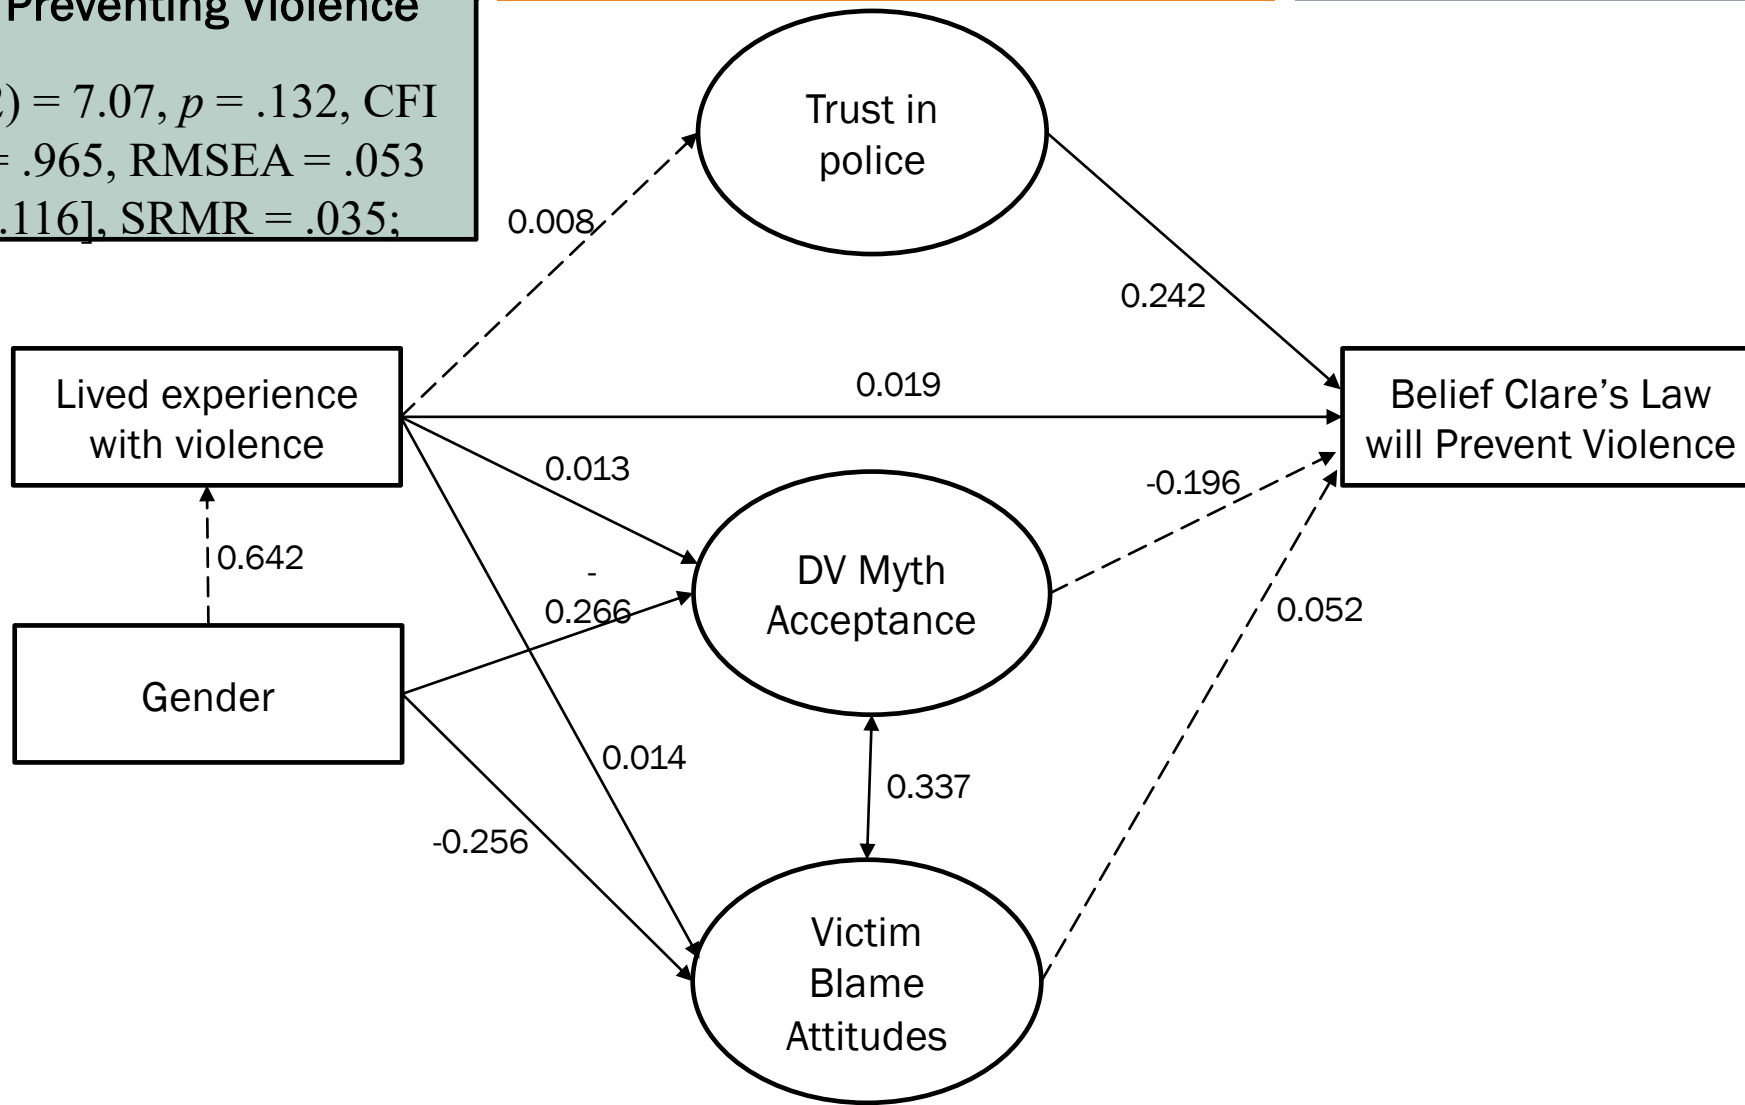 Preventing Violence
2) = 7.07, p = .132, CFI
= .965, RMSEA = .053
.116], SRMR = .035;
Trust in
police
0.008
0.242
Lived experience
with violence
0.019
Belief Clare’s Law
will Prevent Violence
0.013
-0.196
0.642
-
0.266
DV Myth
Acceptance
0.052
Gender
0.014
0.337
-0.256
Victim
Blame
Attitudes